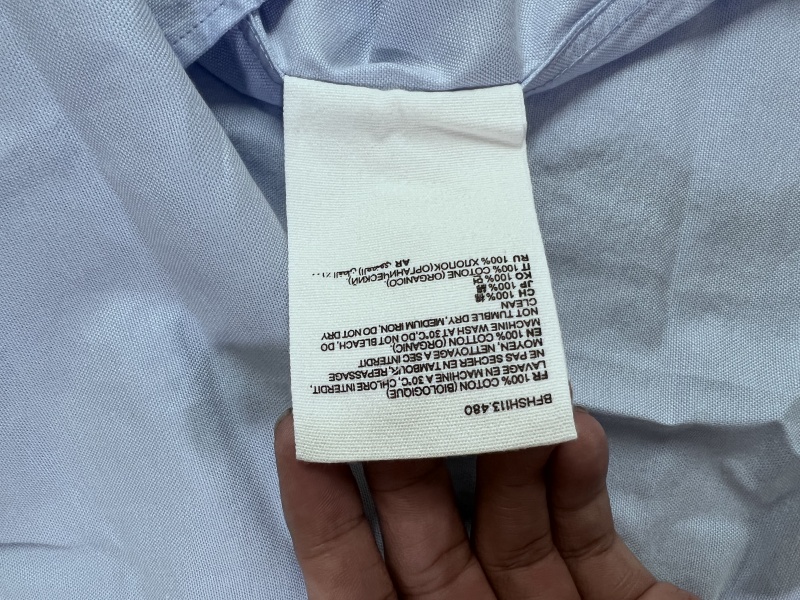 BFHSH113.480
FR 100% COTON (BIOLOGIQUE)
LAVAGE EN MACHINE A 30°C, CHLORE INTERDIT,
NE PAS SECHER EN TAMBOUR, REPASSAGE
MOYEN, NETTOYAGE A SEC INTERDIT
EN 100% COTTON (ORGANIC).
MACHINE WASH AT 30°C, DO NOT BLEACH, DO
NOT TUMBLE DRY, MEDIUM IRON, DO NOT DRY
CLEAN
CH 100% 棉
JP 100% 綿
KO 100% 면
IT 100% COTONE (ORGANICO)
RU 100% ХЛОПОК (ОРГАНИЧЕСКИЙ)
AR